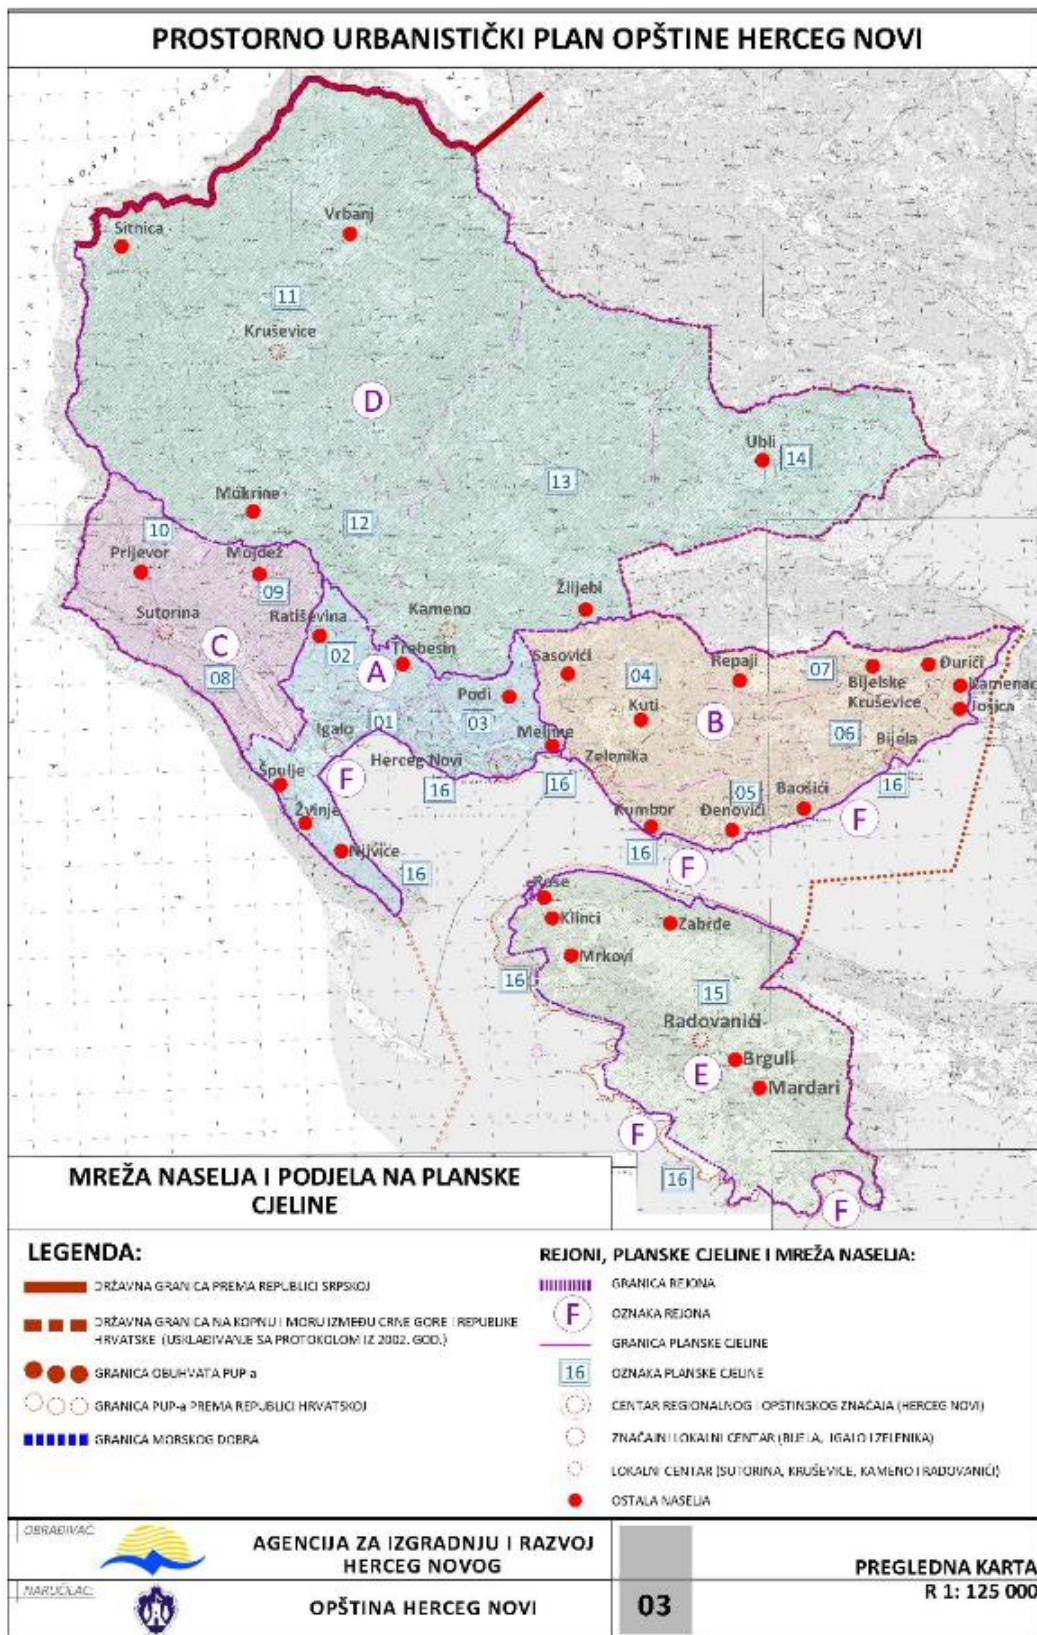 PROSTORNO URBANISTIČKI PLAN OPŠTINE HERCEG NOVI
Sitnica
Vrbanj
11
Kruševice
D
Ubli
14
13
Mokrine
12
10
Prijevor
Mojdež
09
Žlijebi
Sutorina
Ratiševina
Kameno
C
02
Trebesin
A
Sasovići
04
Repaji
07
Đurići
08
Bijelske
Kruševice
Kamenari
Podi
03
Kuti
B
Jošica
01
06
Igalo
Meljine
Bijela
Herceg Novi
Zelenika
F
Špulje
16
16
05
Baošići
16
Žvinje
Kumbor
Đenovići
F
Njivice
16
F
16
Rose
Klinci
Zabrđe
Mrkovi
16
15
Radovanići
Brguli
E
Mardari
F
16
F
MREŽA NASELJA I PODJELA NA PLANSKE
CJELINE
LEGENDA:
DRŽAVNA GRANICA PREMA REPUBLICI SRPSKOJ
DRŽAVNA GRANICA NA KOPNU I MORU IZMEĐU CRNE GORE I REPUBLIKE
HRVATSKE (USKLAĐIVANJE SA PROTOKOLOM IZ 2002. GOD.)
GRANICA OBUHVATA PUP-a
GRANICA PUP-a PREMA REPUBLICI HRVATSKOJ
GRANICA MORSKOG DOBRA
REJONI, PLANSKE CJELINE I MREŽA NASELJA:
GRANICA REJONA
F
OZNAKA REJONA
GRANICA PLANSKE CJELINE
16
OZNAKA PLANSKE CJELINE
CENTAR REGIONALNOG I OPŠTINSKOG ZNAČAJA (HERCEG NOVI)
ZNAČAJNI LOKALNI CENTAR (BIJELA, IGALO I ZELENIKA)
LOKALNI CENTAR (SUTORINA, KRUŠEVICE, KAMENO I RADOVANIĆI)
OSTALA NASELJA
OBRAĐIVAČ:
AGENCIJA ZA IZGRADNJU I RAZVOJ
HERCEG NOVOG
NARUČILAC:
OPŠTINA HERCEG NOVI
03
PREGLEDNA KARTA
R 1: 125 000